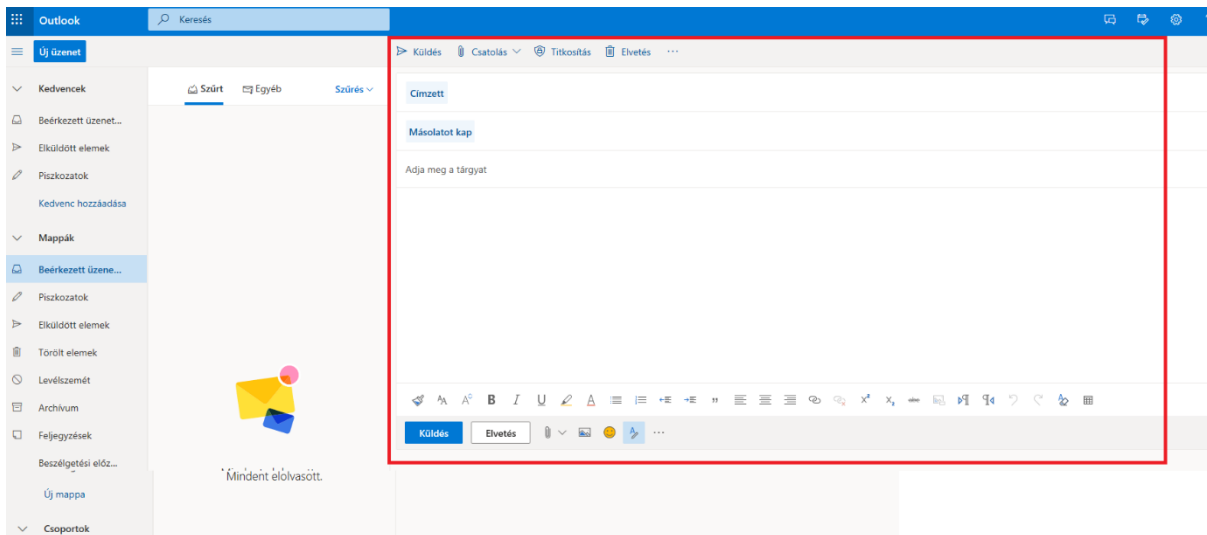 Outlook
Keresés
Új üzenet
Küldés Csatolás Titkosítás Elvetés ...
Kedvencek
Szűrt Egyéb Szűrés
Címzett
Beérkezett üzenet...
Másolatot kap
Elküldött elemek
Adja meg a tárgyat
Piszkozatok
Kedvenc hozzáadása
Mappák
Beérkezett üzene...
Piszkozatok
Elküldött elemek
Törölt elemek
Levélszemét
Archívum
Feljegyzések
Küldés Elvetés ...
Beszélgetési előz...
Mindent elolvasott.
Új mappa
Csoportok